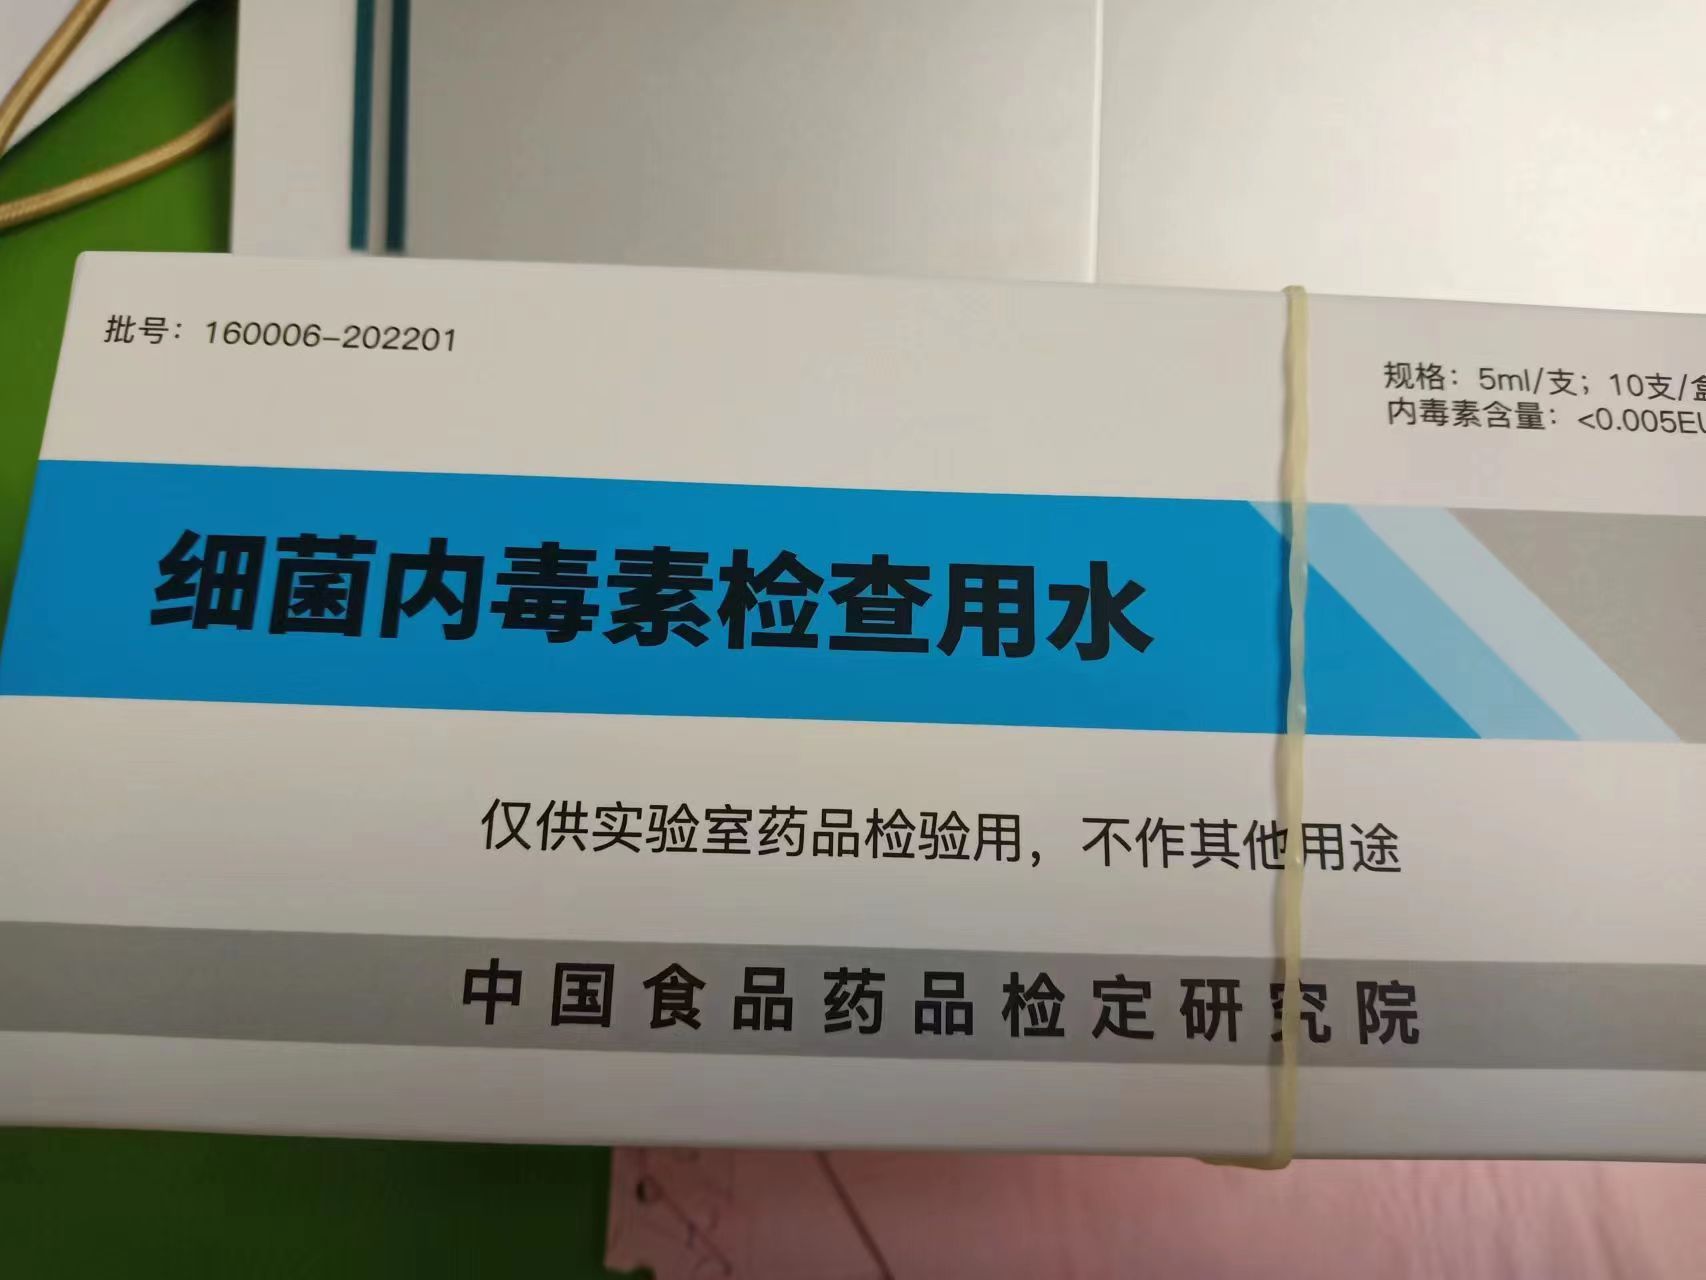 批号：160006-202201
规格：5ml/支；10支/盒
内毒素含量：<0.005EU
细菌内毒素检查用水
仅供实验室药品检验用，不作其他用途
中国食品药品检定研究院